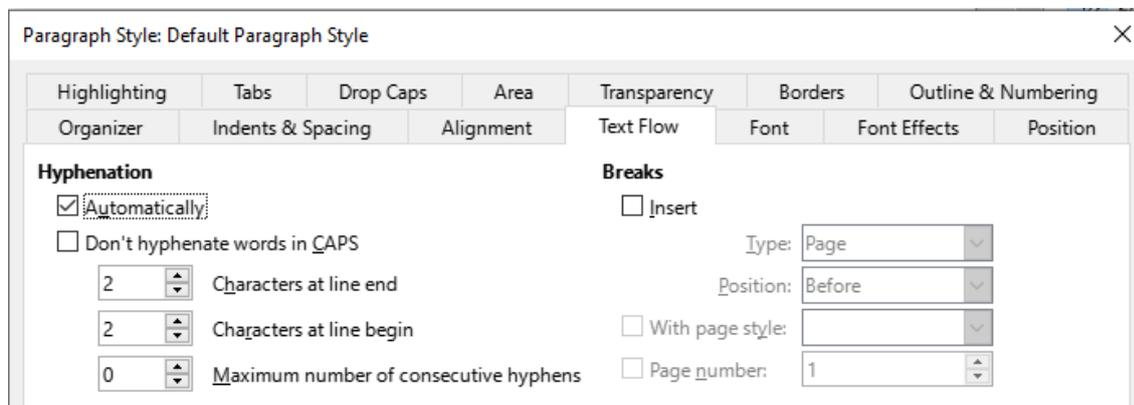 Paragraph Style: Default Paragraph Style
Highlighting Tabs Drop Caps Area Transparency Borders Outline & Numbering
Organizer Indents & Spacing Alignment Text Flow Font Font Effects Position
Hyphenation
Automatically
Don't hyphenate words in CAPS
2 Characters at line end
2 Characters at line begin
0 Maximum number of consecutive hyphens
Breaks
Insert
Type: Page
Position: Before
With page style:
Page number: 1